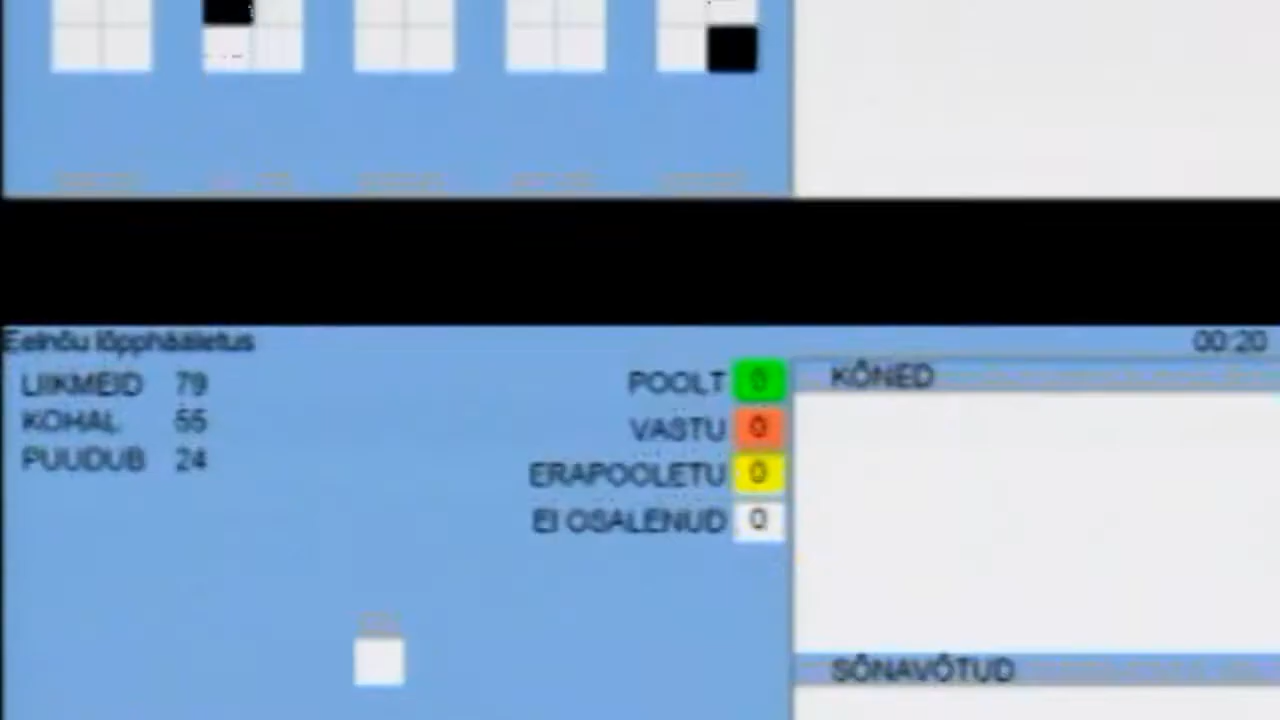 Eelnõu lõpphääletus
00:20
LIIKMEID 79
KOHAL 55
PUUDUB 24
POOLT 0
VASTU 0
ERAPOOLETU 0
EI OSALENUD 0
KÕNED
SÕNAVÕTUD